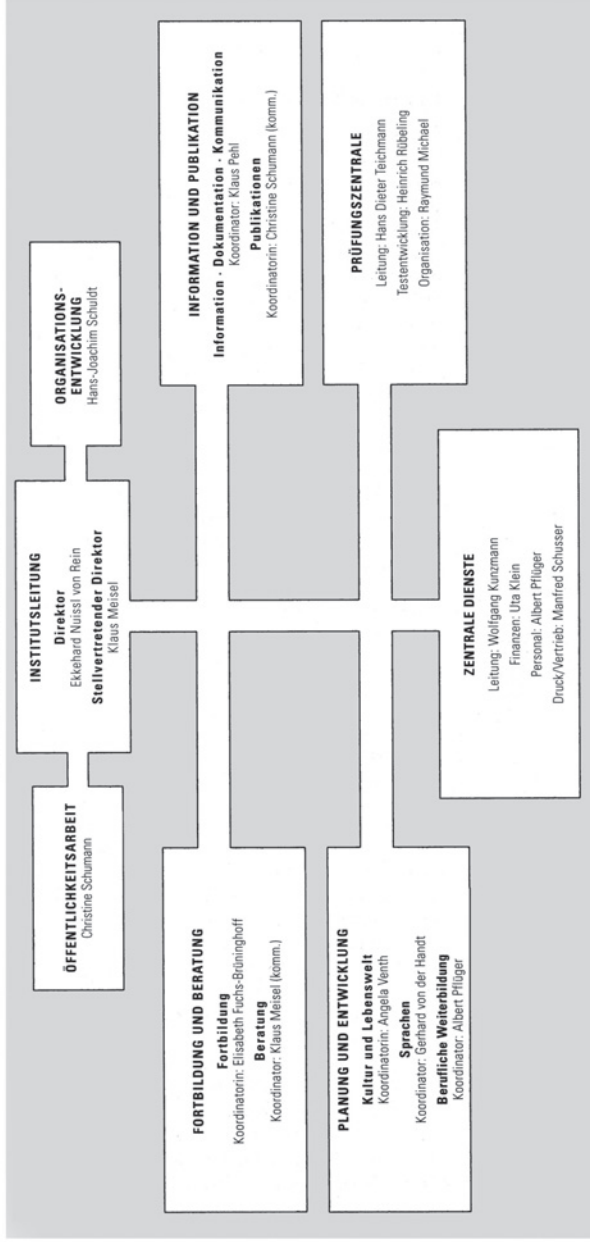 ÖFFENTLICHKEITSARBEIT
Christine Schumann
INSTITUTSLEITUNG
Direktor
Ekkehard Nuissl von Rein
Stellvertretender Direktor
Klaus Meisel
ORGANISATIONS-
ENTWICKLUNG
Hans-Joachim Schuldt
FORTBILDUNG UND BERATUNG
Fortbildung
Koordinatorin: Elisabeth Fuchs-Brüninghoff
Beratung
Koordinator: Klaus Meisel (komm.)
INFORMATION UND PUBLIKATION
Information · Dokumentation · Kommunikation
Koordinator: Klaus Pehl
Publikationen
Koordinatorin: Christine Schumann (komm.)
PLANUNG UND ENTWICKLUNG
Kultur und Lebenswelt
Koordinatorin: Angela Venth
Sprachen
Koordinator: Gerhard von der Handt
Berufliche Weiterbildung
Koordinator: Albert Pflüger
PRÜFUNGSZENTRALE
Leitung: Hans Dieter Teichmann
Testentwicklung: Heinrich Rübeling
Organisation: Raymund Michael
ZENTRALE DIENSTE
Leitung: Wolfgang Kunzmann
Finanzen: Uta Klein
Personal: Albert Pflüger
Druck/Vertrieb: Manfred Schusser